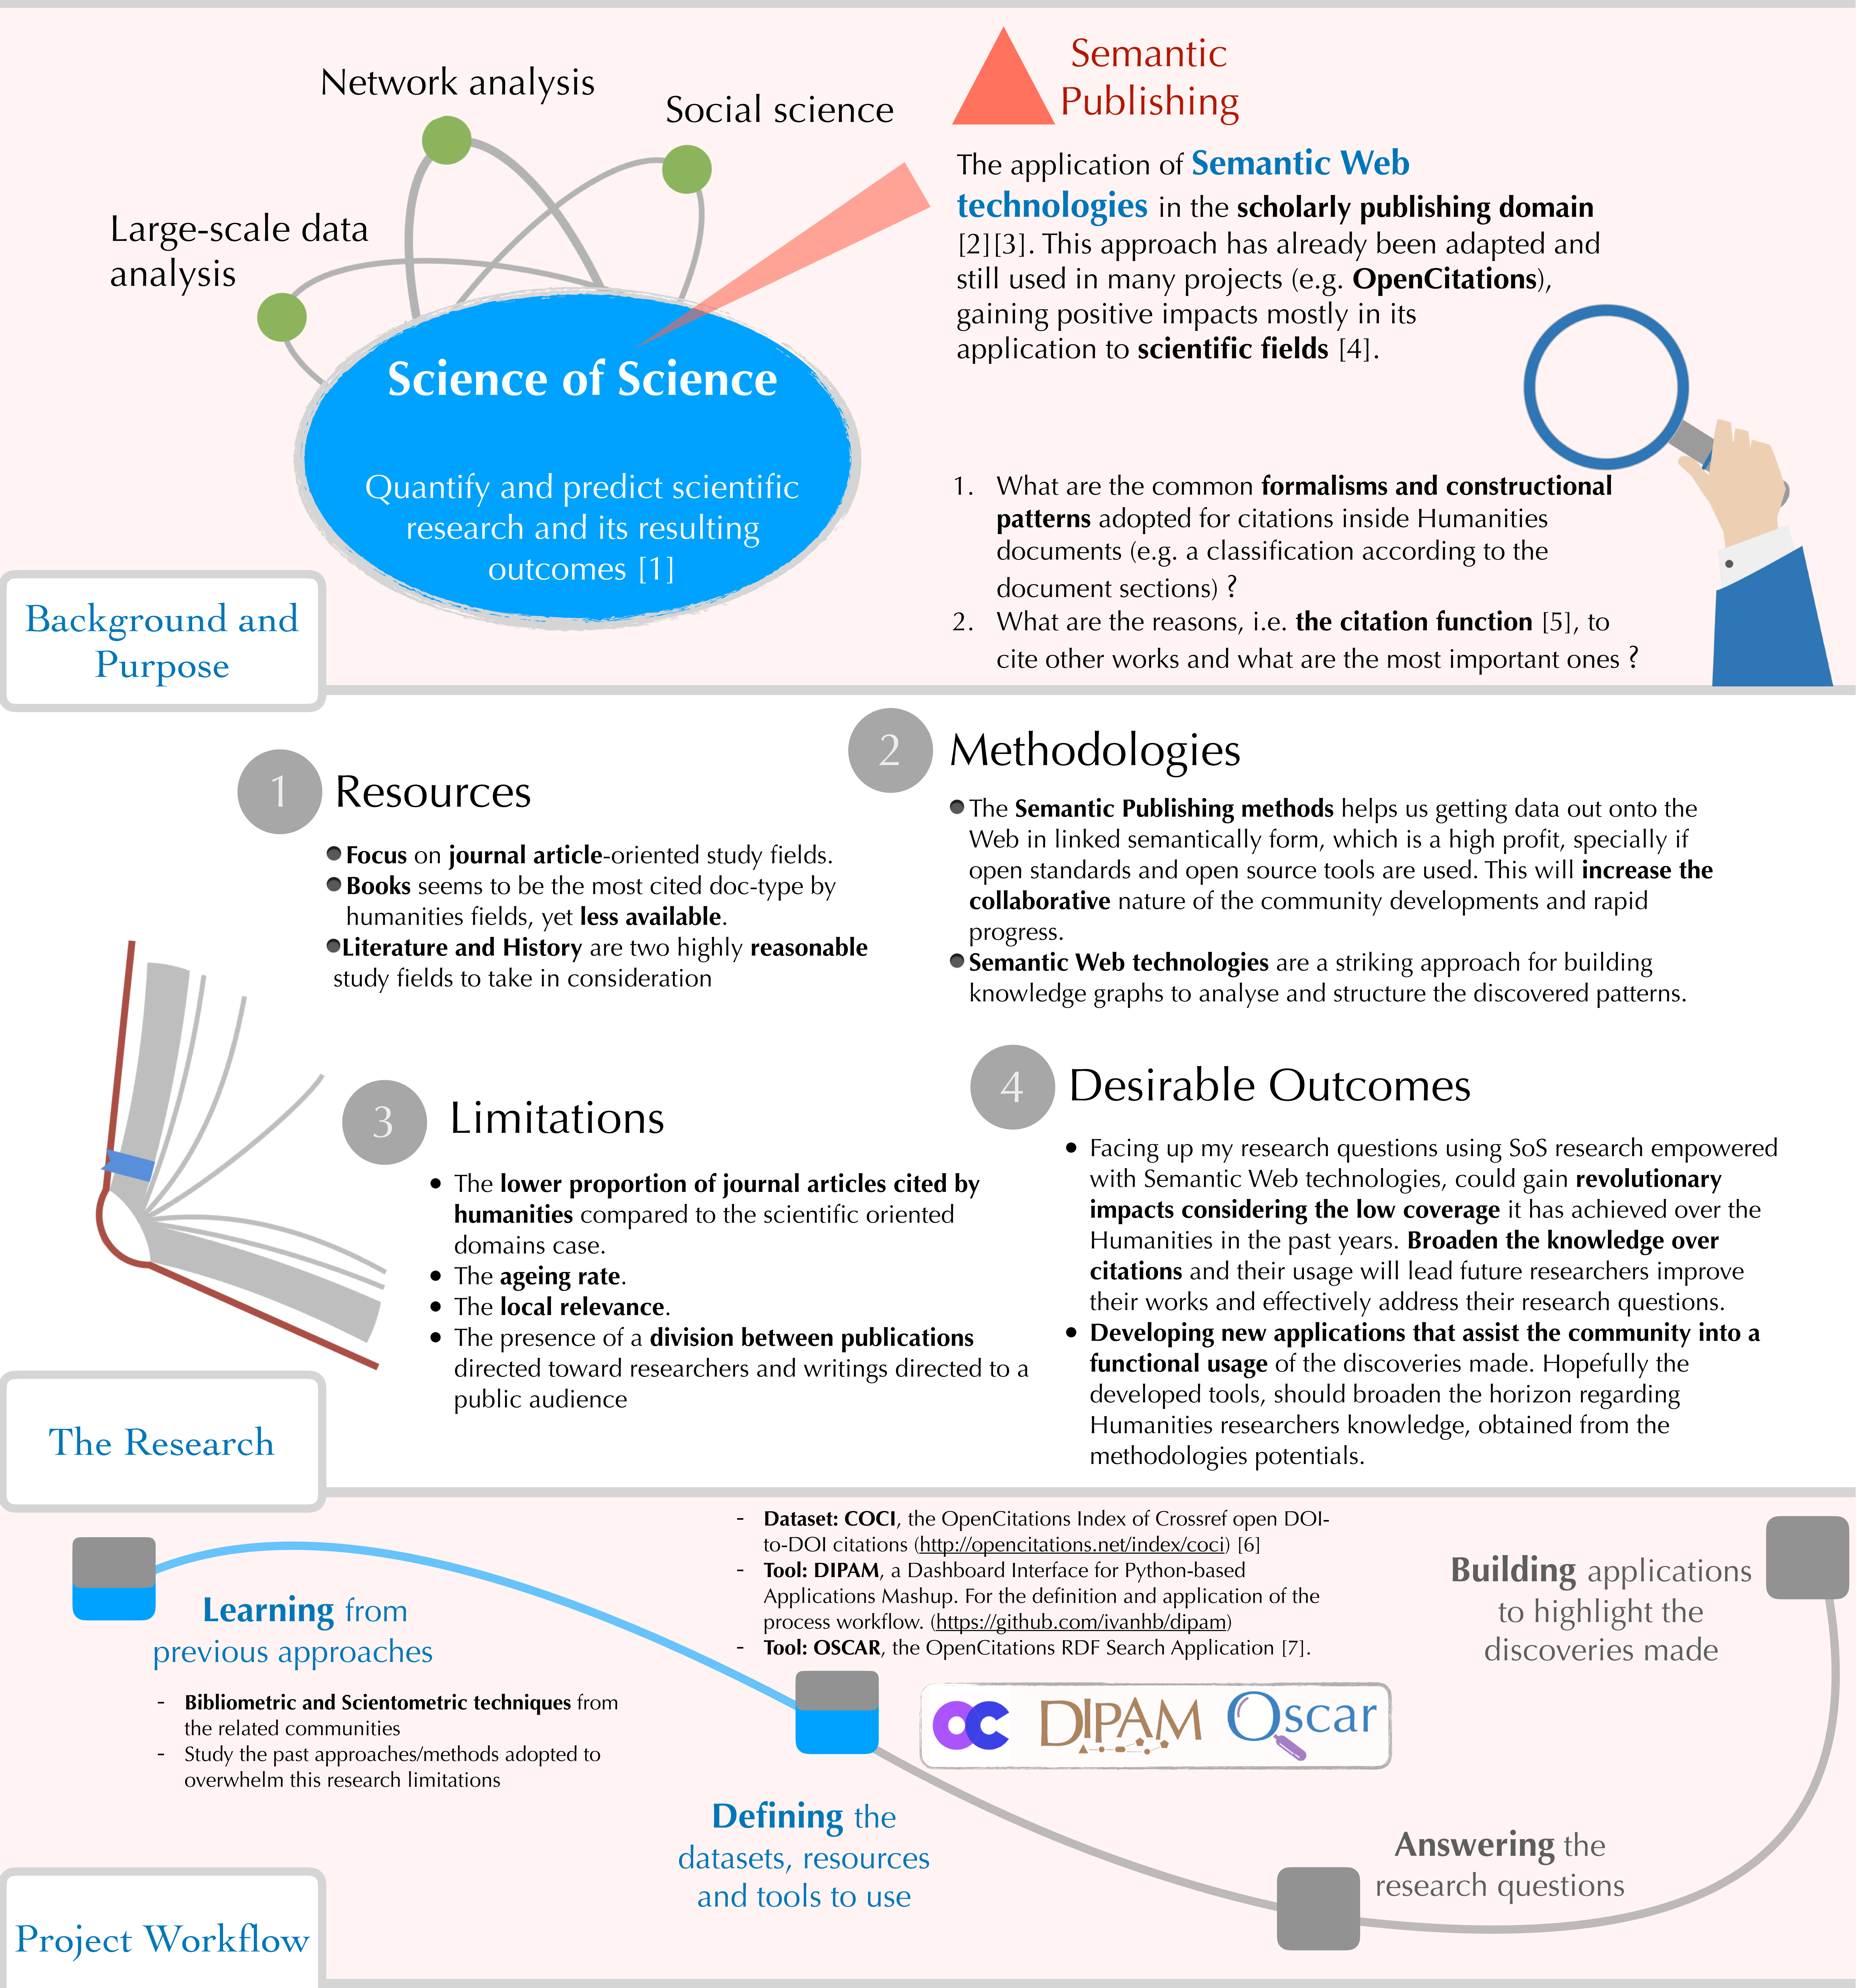 Network analysis
Social science
Large-scale data
analysis
Science of Science
Quantify and predict scientific
research and its resulting
outcomes [1]
Semantic
Publishing
The application of Semantic Web
technologies in the scholarly publishing domain
[2][3]. This approach has already been adapted and
still used in many projects (e.g. OpenCitations),
gaining positive impacts mostly in its
application to scientific fields [4].
1. What are the common formalisms and constructional
patterns adopted for citations inside Humanities
documents (e.g. a classification according to the
document sections) ?
2. What are the reasons, i.e. the citation function [5], to
cite other works and what are the most important ones ?
Background and
Purpose
1 Resources
● Focus on journal article-oriented study fields.
● Books seems to be the most cited doc-type by
humanities fields, yet less available.
●Literature and History are two highly reasonable
study fields to take in consideration
2 Methodologies
● The Semantic Publishing methods helps us getting data out onto the
Web in linked semantically form, which is a high profit, specially if
open standards and open source tools are used. This will increase the
collaborative nature of the community developments and rapid
progress.
● Semantic Web technologies are a striking approach for building
knowledge graphs to analyse and structure the discovered patterns.
3 Limitations
• The lower proportion of journal articles cited by
humanities compared to the scientific oriented
domains case.
• The ageing rate.
• The local relevance.
• The presence of a division between publications
directed toward researchers and writings directed to a
public audience
4 Desirable Outcomes
• Facing up my research questions using SoS research empowered
with Semantic Web technologies, could gain revolutionary
impacts considering the low coverage it has achieved over the
Humanities in the past years. Broaden the knowledge over
citations and their usage will lead future researchers improve
their works and effectively address their research questions.
• Developing new applications that assist the community into a
functional usage of the discoveries made. Hopefully the
developed tools, should broaden the horizon regarding
Humanities researchers knowledge, obtained from the
methodologies potentials.
The Research
Learning from
previous approaches
- Bibliometric and Scientometric techniques from
the related communities
- Study the past approaches/methods adopted to
overwhelm this research limitations
- Dataset: COCI, the OpenCitations Index of Crossref open DOI-
to-DOI citations (http://opencitations.net/index/coci) [6]
- Tool: DIPAM, a Dashboard Interface for Python-based
Applications Mashup. For the definition and application of the
process workflow. (https://github.com/ivanhb/dipam)
- Tool: OSCAR, the OpenCitations RDF Search Application [7].
OC DIPAM Oscar
Defining the
datasets, resources
and tools to use
Answering the
research questions
Building applications
to highlight the
discoveries made
Project Workflow